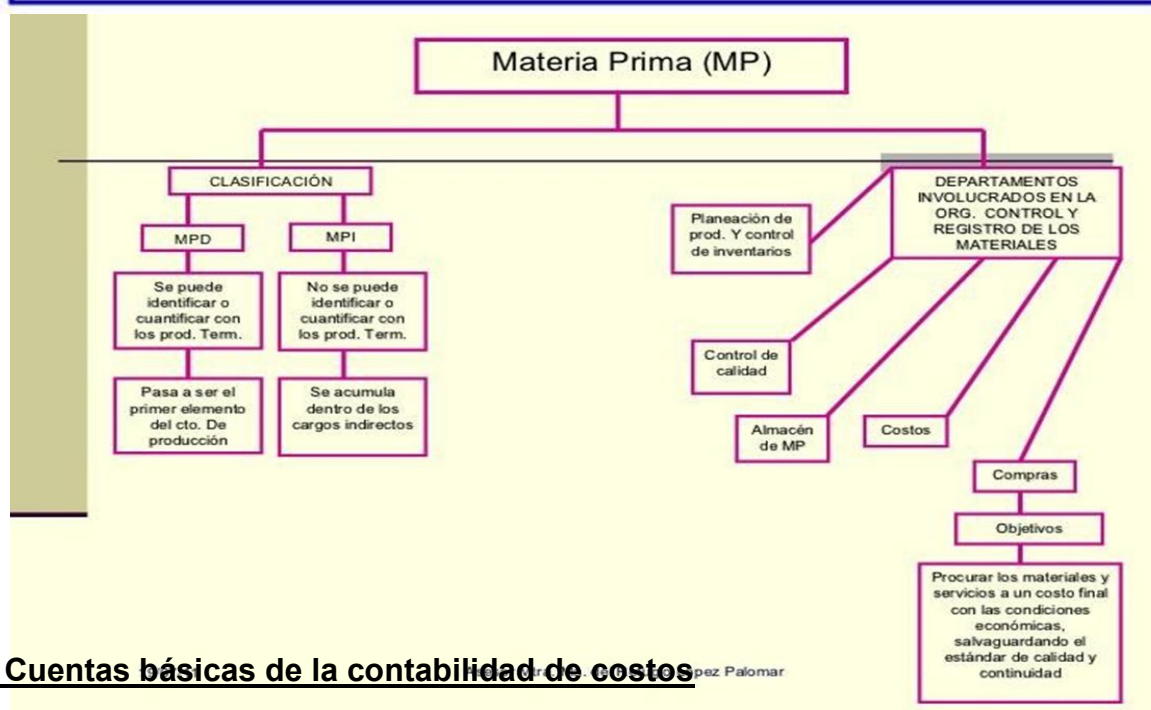 Materia Prima (MP)
CLASIFICACIÓN
MPD
MPI
Se puede
identificar o
cuantificar con
los prod. Term.
No se puede
identificar o
cuantificar con
los prod. Term.
Pasa a ser el
primer elemento
del cto. De
producción
Se acumula
dentro de los
cargos indirectos
DEPARTAMENTOS
INVOLUCRADOS EN LA
ORG. CONTROL Y
REGISTRO DE LOS
MATERIALES
Planeación de
prod. Y control
de inventarios
Control de
calidad
Almacén
de MP
Costos
Compras
Objetivos
Procurar los materiales y
servicios a un costo final
con las condiciones
económicas,
salvaguardando el
estándar de calidad y
continuidad
Cuentas básicas de la contabilidad de costos
Palomar